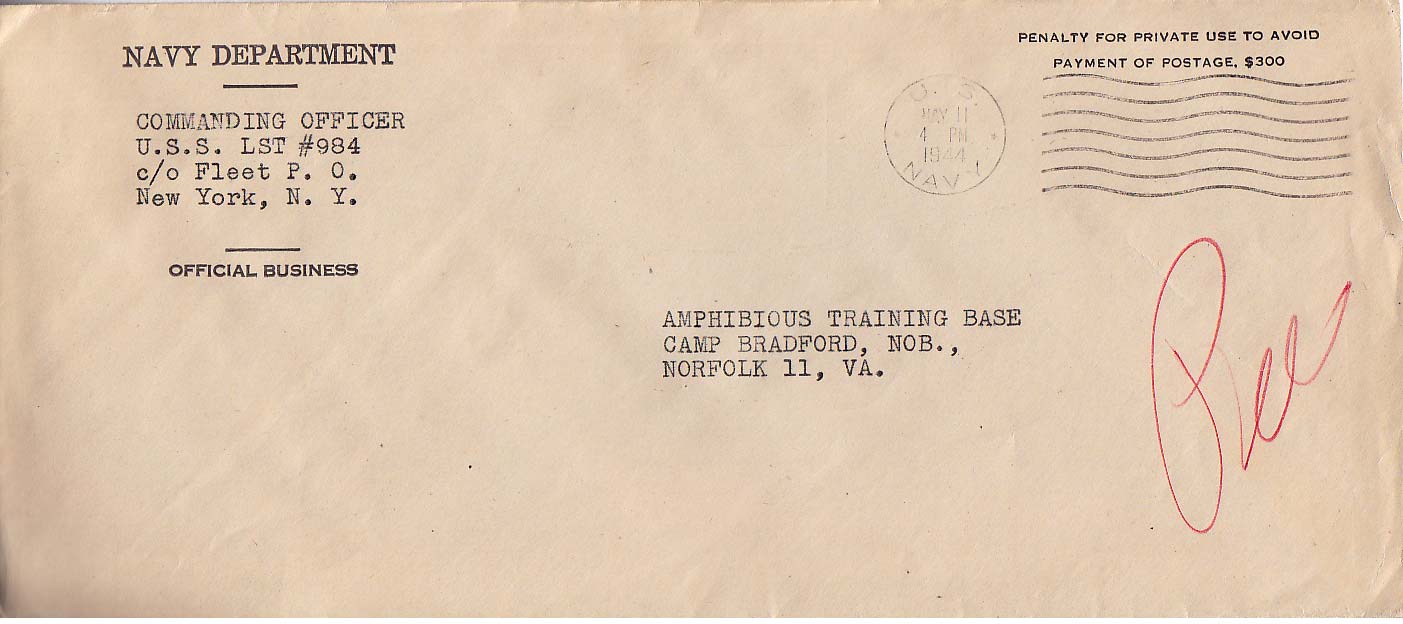 NAVY DEPARTMENT
COMMANDING OFFICER
U.S.S. LST #984
c/o Fleet P. O.
New York, N. Y.
OFFICIAL BUSINESS
PENALTY FOR PRIVATE USE TO AVOID
PAYMENT OF POSTAGE, $300
U. S.
MAY 11
4 PM
1944
NAVY
AMPHIBIOUS TRAINING BASE
CAMP BRADFORD, NOB.,
NORFOLK 11, VA.